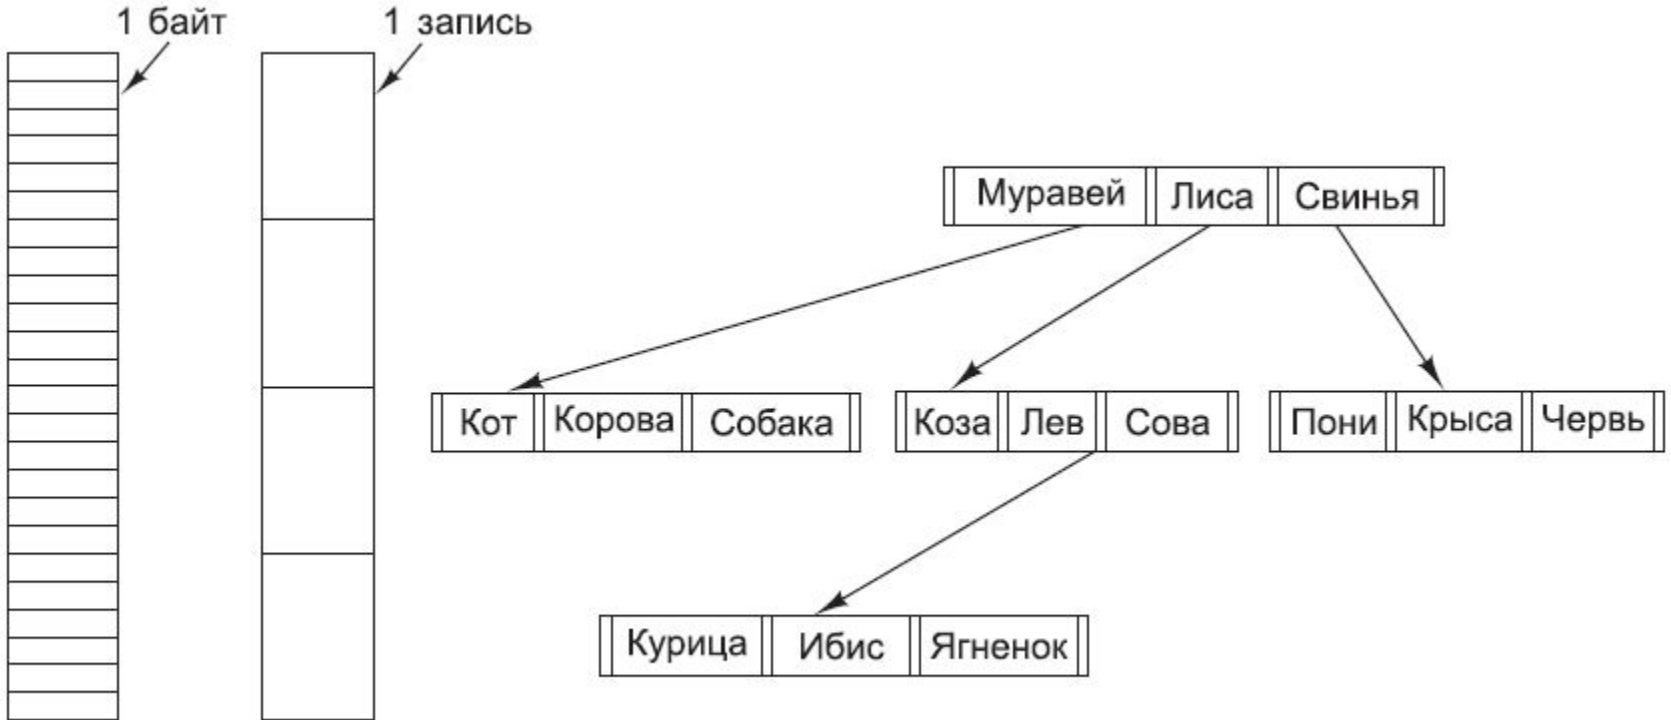 1 байт
1 запись
Муравей Лиса Свинья
Кот Корова Собака
Коза Лев Сова
Пони Крыса Червь
Курица Ибис Ягненок